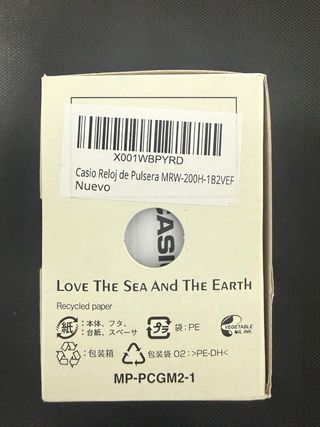 X001WBPYRD
Casio Reloj de Pulsera MRW-200H-1B2VEF
Nuevo
CASIO
LOVE THE SEA AND THE EARTH
Recycled paper
紙 :本体、フタ、台紙、スペーサ
プラ 袋:PE
VEGETABLE OIL INK
:包装箱
包装袋 02:>PE-DH<
MP-PCGM2-1